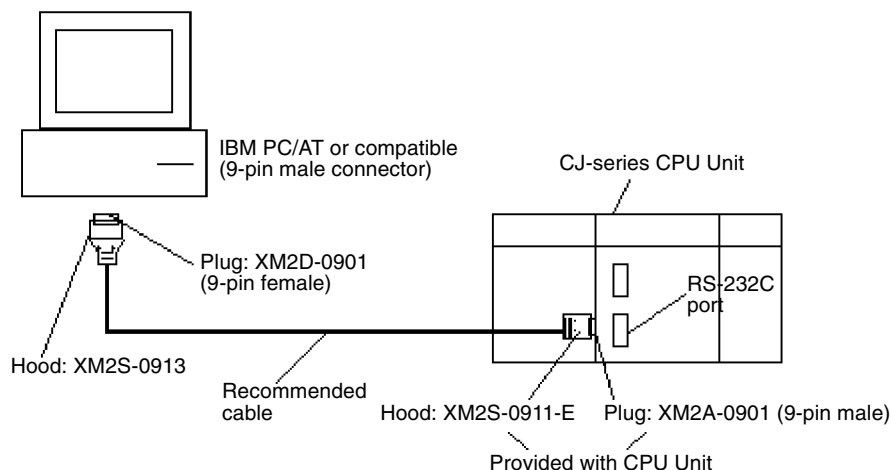 IBM PC/AT or compatible
(9-pin male connector)
CJ-series CPU Unit
Plug: XM2D-0901
(9-pin female)
RS-232C
port
Hood: XM2S-0913
Recommended
cable
Hood: XM2S-0911-E
Plug: XM2A-0901 (9-pin male)
Provided with CPU Unit